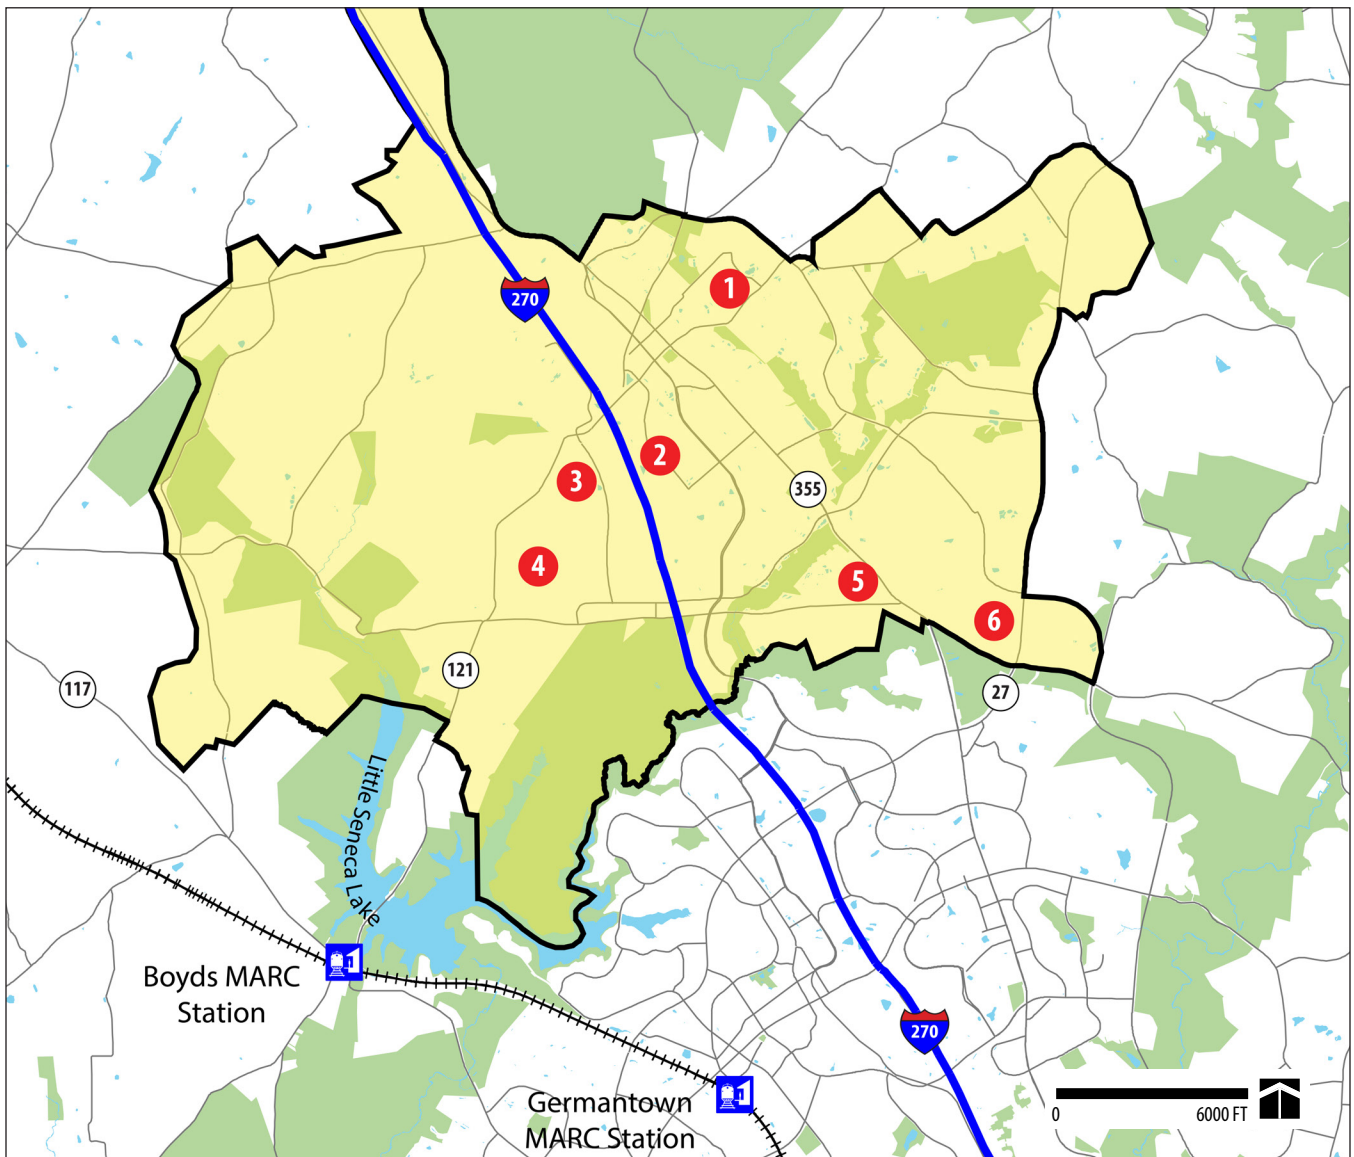 270
1
2
3
355
4
5
6
121
117
27
Little Seneca Lake
Boyds MARC
Station
270
Germantown
MARC Station
0
6000 FT